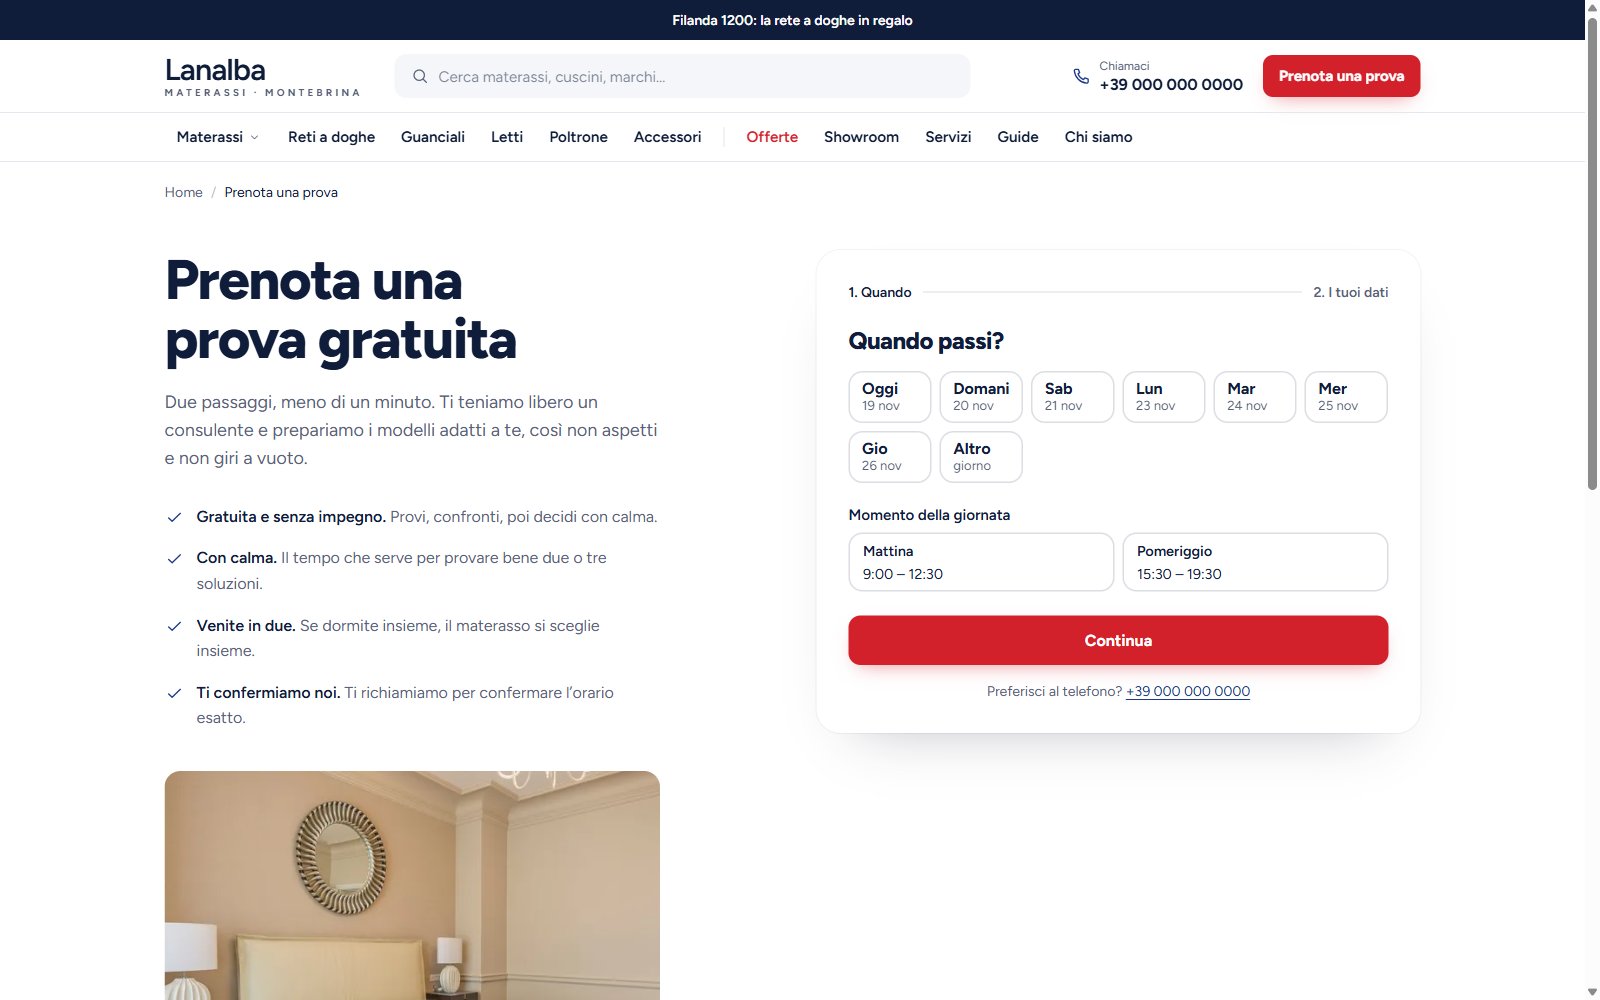 Filanda 1200: la rete a doghe in regalo
Lanalba
MATERASSI · MONTEBRINA
Cerca materassi, cuscini, marchi...
Chiamaci
+39 000 000 0000
Prenota una prova
Materassi
Reti a doghe
Guanciali
Letti
Poltrone
Accessori
Offerte
Showroom
Servizi
Guide
Chi siamo
Home / Prenota una prova
Prenota una
prova gratuita
Due passaggi, meno di un minuto. Ti teniamo libero un
consulente e prepariamo i modelli adatti a te, così non aspetti
e non giri a vuoto.
Gratuita e senza impegno. Provi, confronti, poi decidi con calma.
Con calma. Il tempo che serve per provare bene due o tre
soluzioni.
Venite in due. Se dormite insieme, il materasso si sceglie
insieme.
Ti confermiamo noi. Ti richiamiamo per confermare l’orario
esatto.
1. Quando
2. I tuoi dati
Quando passi?
Oggi
19 nov
Domani
20 nov
Sab
21 nov
Lun
23 nov
Mar
24 nov
Mer
25 nov
Gio
26 nov
Altro
giorno
Momento della giornata
Mattina
9:00 – 12:30
Pomeriggio
15:30 – 19:30
Continua
Preferisci al telefono? +39 000 000 0000